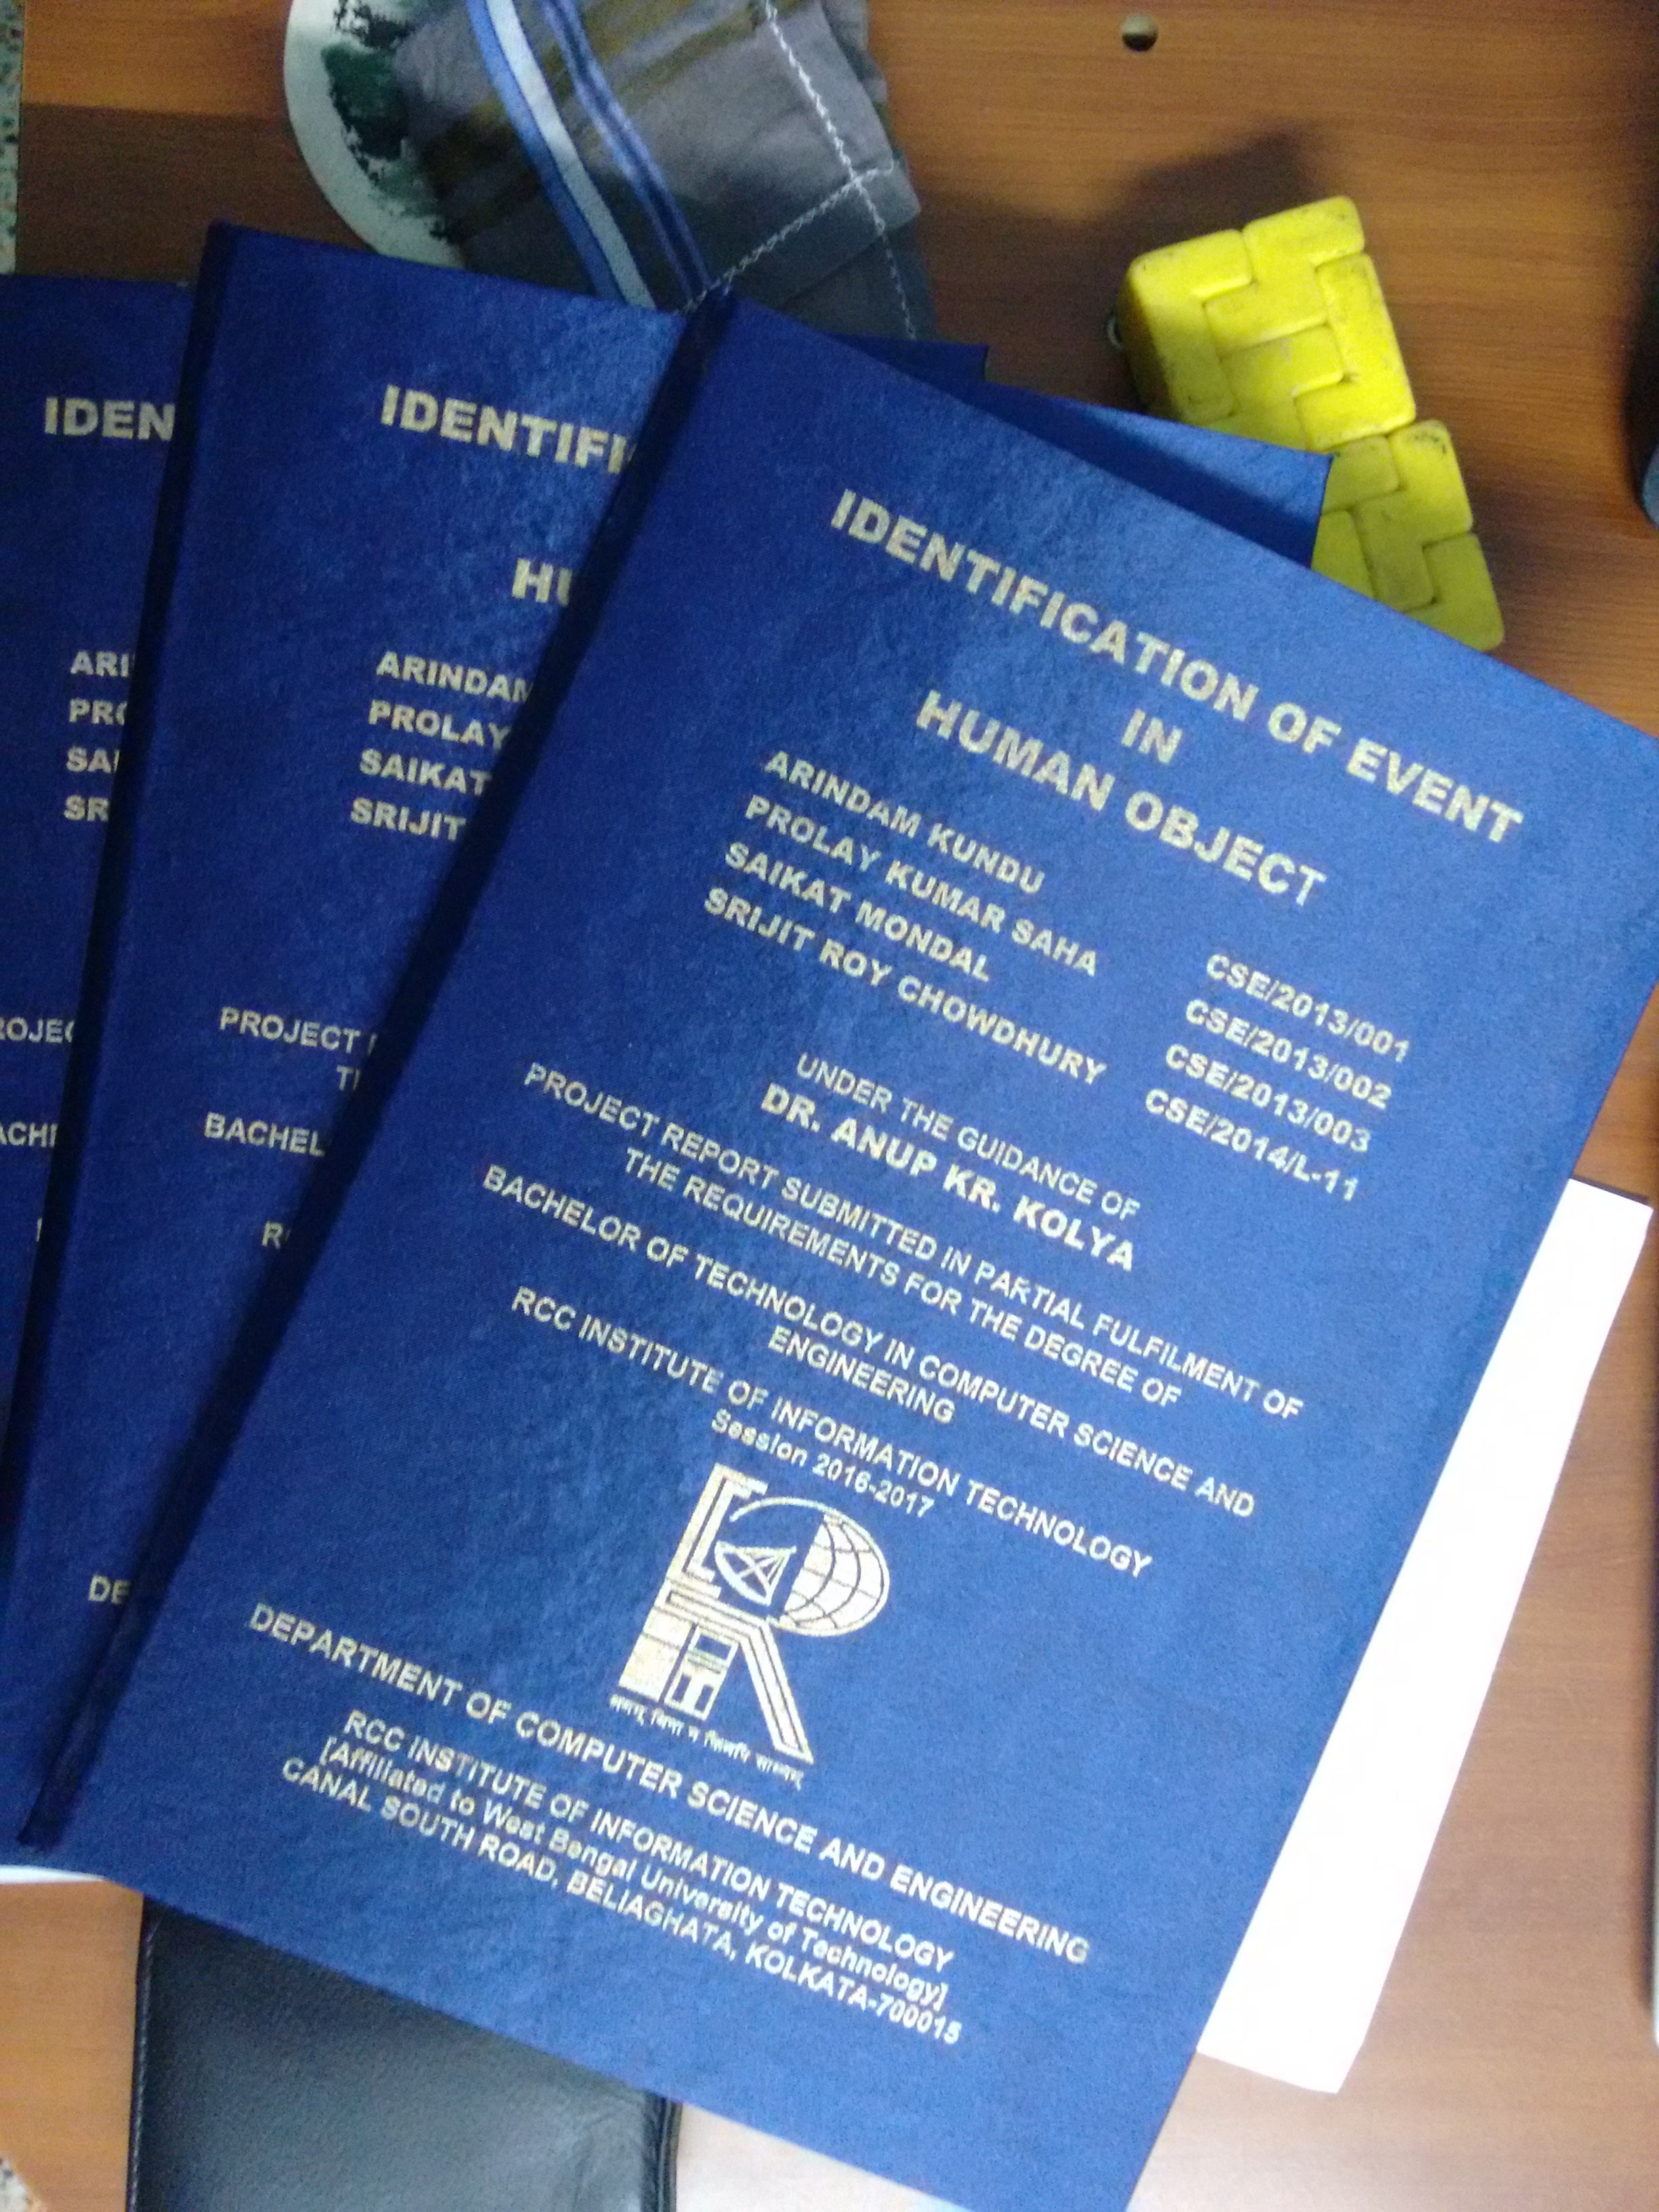 IDEN
ARI
PRO
SAI
SR
ROJEC
ACHE
DE
IDENTIFI
HU
ARINDAM
PROLAY
SAIKAT
SRIJIT
PROJECT
TH
BACHEL
R
IDENTIFICATION OF EVENT
IN
HUMAN OBJECT
ARINDAM KUNDU CSE/2013/001
PROLAY KUMAR SAHA CSE/2013/002
SAIKAT MONDAL CSE/2013/003
SRIJIT ROY CHOWDHURY CSE/2014/L-11
UNDER THE GUIDANCE OF
DR. ANUP KR. KOLYA
PROJECT REPORT SUBMITTED IN PARTIAL FULFILMENT OF
THE REQUIREMENTS FOR THE DEGREE OF
BACHELOR OF TECHNOLOGY IN COMPUTER SCIENCE AND
ENGINEERING
RCC INSTITUTE OF INFORMATION TECHNOLOGY
Session 2016-2017
DEPARTMENT OF COMPUTER SCIENCE AND ENGINEERING
RCC INSTITUTE OF INFORMATION TECHNOLOGY
[Affiliated to West Bengal University of Technology]
CANAL SOUTH ROAD, BELIAGHATA, KOLKATA-700015